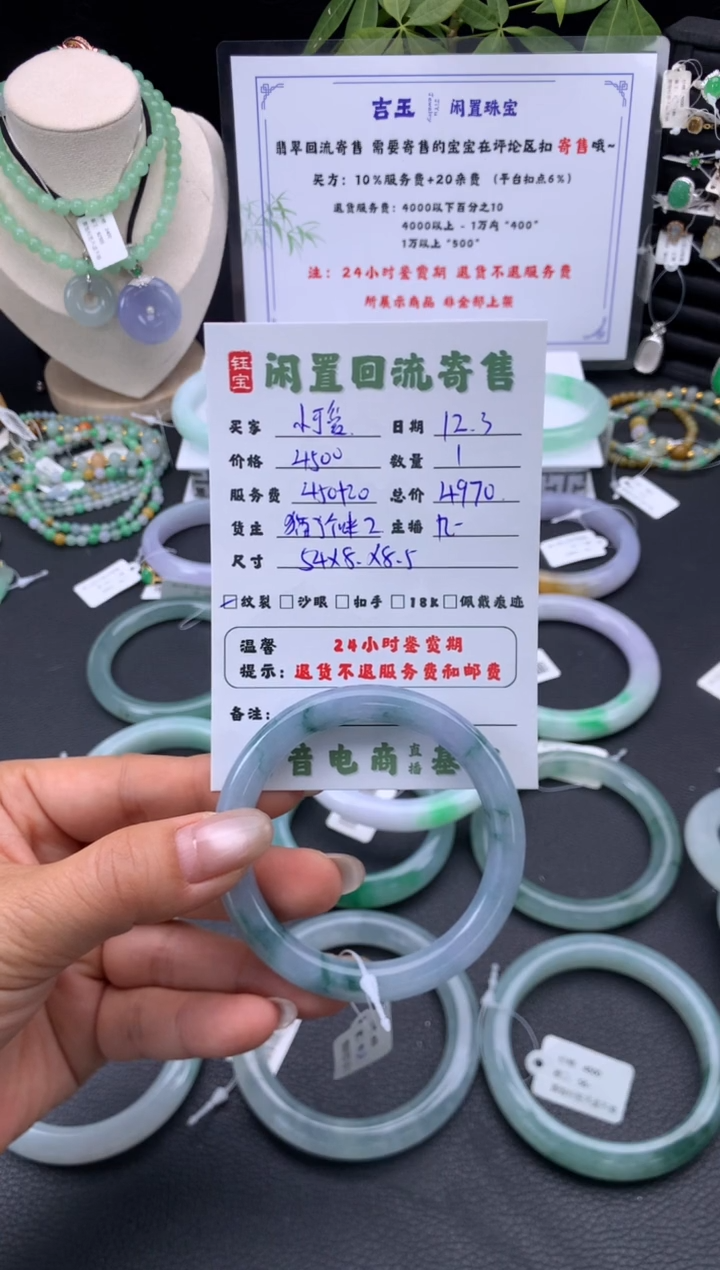 吉玉 闲置珠宝
翡翠回流寄售 需要寄售的宝宝在评论区扣 寄售哦~
买方：10%服务费+20杂费 （平台扣点6%）
退货服务费：4000以下百分之10
4000以上 - 1万内 “400”
1万以上 “500”
注：24小时鉴赏期 退货不退服务费
所展示商品 非全部上架
钰宝 闲置回流寄售
买家 小可爱 日期 12.3
价格 4500 数量 1
服务费 450+20 总价 4970
货主 2 主播 九一
尺寸 54×8.×8.5
纹裂 沙眼 扣手 18K 佩戴痕迹
温馨 24小时鉴赏期
提示：退货不退服务费和邮费
备注：
音电商直播基